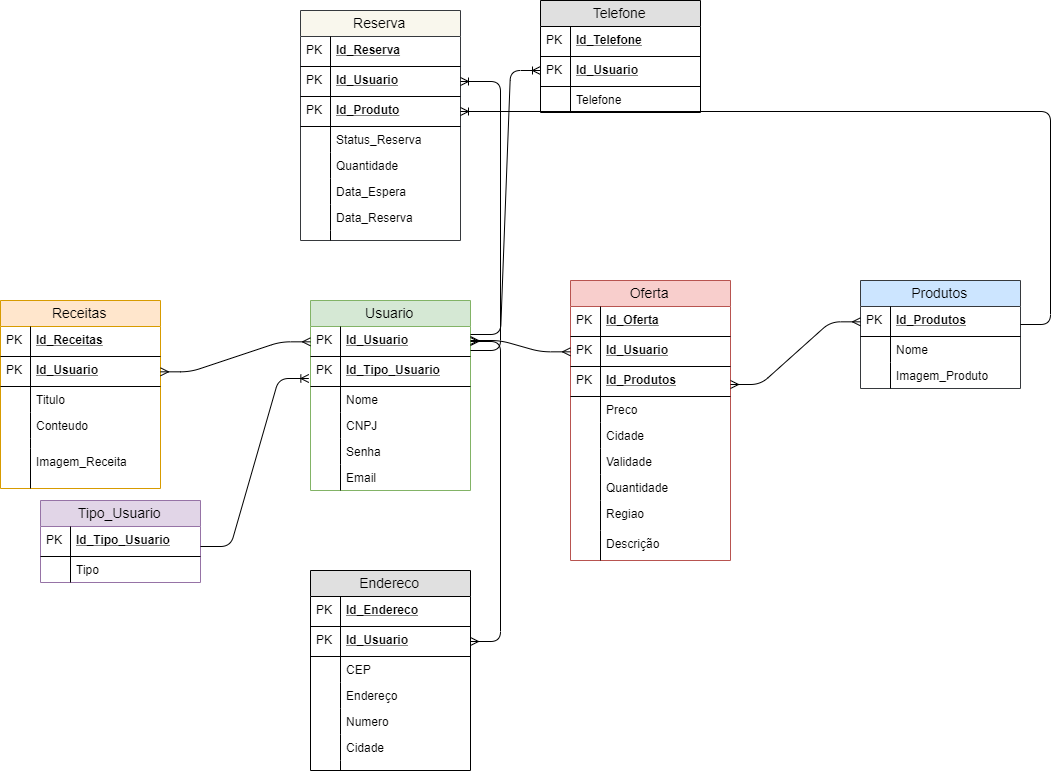 Reserva
PK Id_Reserva
PK Id_Usuario
PK Id_Produto
Status_Reserva
Quantidade
Data_Espera
Data_Reserva
Telefone
PK Id_Telefone
PK Id_Usuario
Telefone
Receitas
PK Id_Receitas
PK Id_Usuario
Titulo
Conteudo
Imagem_Receita
Usuario
PK Id_Usuario
PK Id_Tipo_Usuario
Nome
CNPJ
Senha
Email
Oferta
PK Id_Oferta
PK Id_Usuario
PK Id_Produtos
Preco
Cidade
Validade
Quantidade
Regiao
Descrição
Produtos
PK Id_Produtos
Nome
Imagem_Produto
Tipo_Usuario
PK Id_Tipo_Usuario
Tipo
Endereco
PK Id_Endereco
PK Id_Usuario
CEP
Endereço
Numero
Cidade